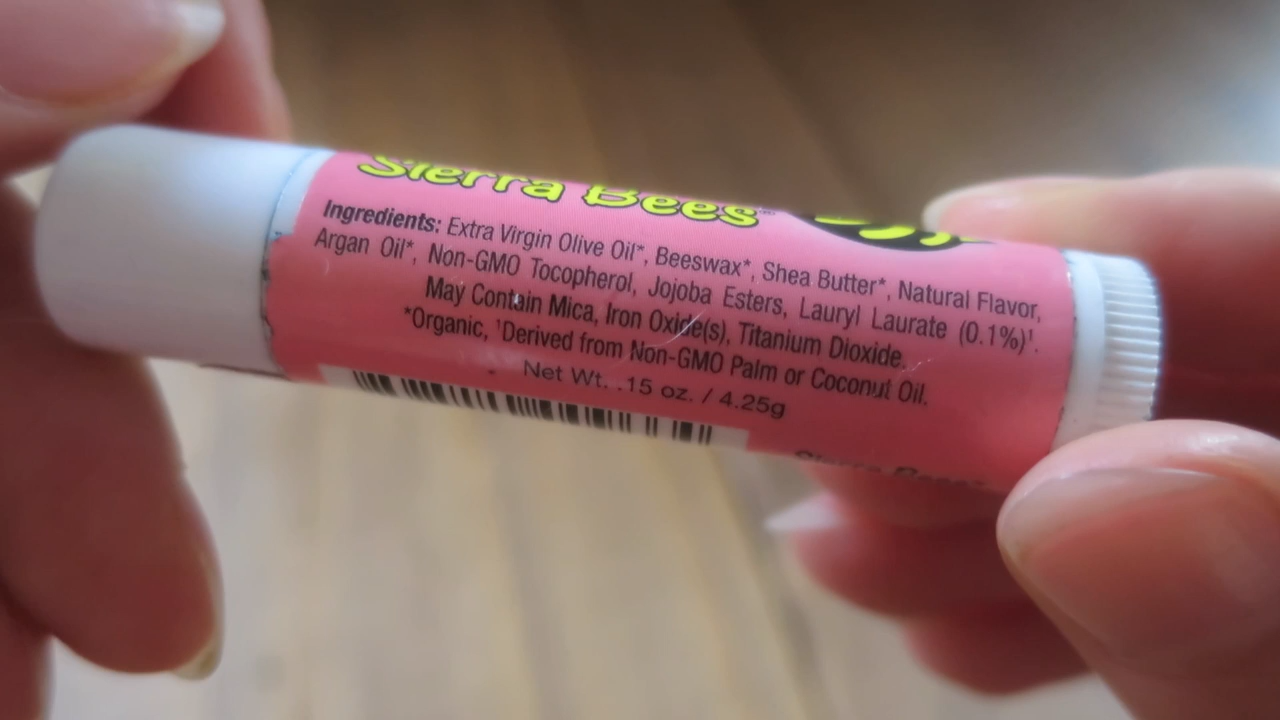 Sierra Bees™
Ingredients: Extra Virgin Olive Oil*, Beeswax*, Shea Butter*, Natural Flavor,
Argan Oil*, Non-GMO Tocopherol, Jojoba Esters, Lauryl Laurate (0.1%)†.
May Contain Mica, Iron Oxide(s), Titanium Dioxide.
*Organic, †Derived from Non-GMO Palm or Coconut Oil.
Net Wt. .15 oz. / 4.25g